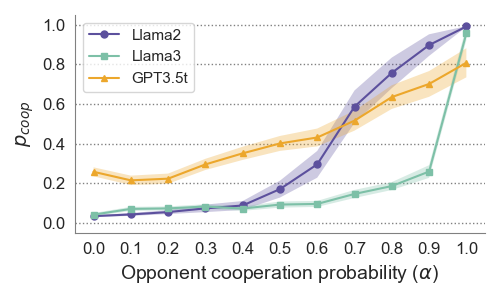 Llama2
Llama3
GPT3.5t
p_coop
1.0
0.8
0.6
0.4
0.2
0.0
0.0 0.1 0.2 0.3 0.4 0.5 0.6 0.7 0.8 0.9 1.0
Opponent cooperation probability (α)